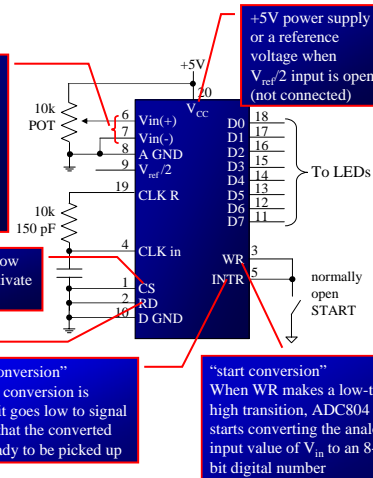 +5V power supply
or a reference
voltage when
Vref/2 input is open
(not connected)
+5V
20
VCC
10k
POT
6 Vin(+)
7 Vin(-)
8 A GND
9 Vref/2
19 CLK R
10k
150 pF
4 CLK in
1 CS
2 RD
10 D GND
D0 18
D1 17
D2 16
D3 15
D4 14
D5 13
D6 12
D7 11
To LEDs
WR 3
INTR 5
normally
open
START
"start conversion"
When WR makes a low-t
high transition, ADC804
starts converting the anal
input value of Vin to an 8-
bit digital number
conversion"
conversion is
it goes low to signal
that the converted
dy to be picked up
ow
ivate